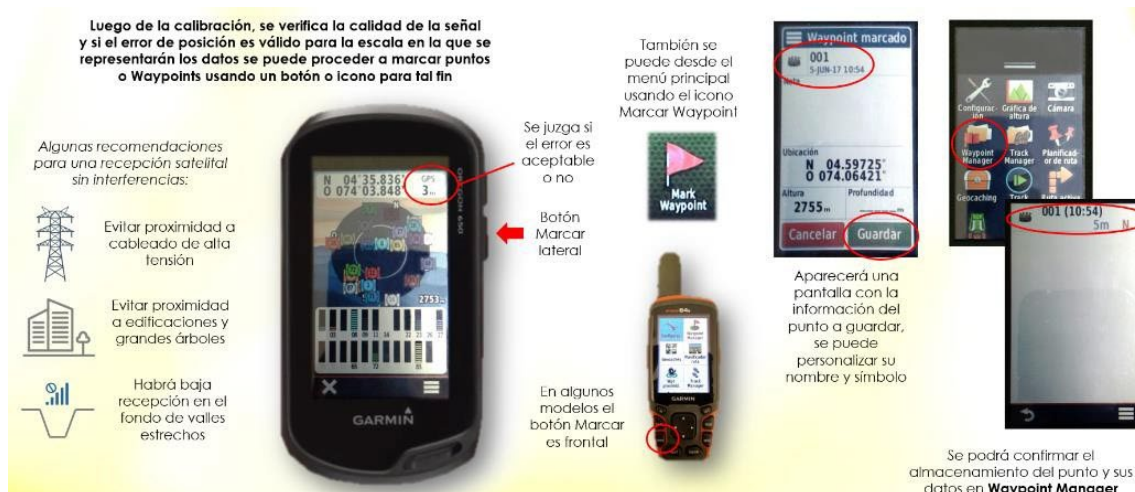 Luego de la calibración, se verifica la calidad de la señal
y si el error de posición es válido para la escala en la que se
representarán los datos se puede proceder a marcar puntos
o Waypoints usando un botón o icono para tal fin
Algunas recomendaciones
para una recepción satelital
sin interferencias:
Evitar proximidad a
cableado de alta
tensión
Evitar proximidad
a edificaciones y
grandes árboles
Habrá baja
recepción en el
fondo de valles
estrechos
N 04°35.836'
O 074°03.848'
GPS
3m
2753m
OREGON 650
GARMIN
Se juzga si
el error es
aceptable
o no
Botón
Marcar
lateral
En algunos
modelos el
botón Marcar
es frontal
También se
puede desde el
menú principal
usando el icono
Marcar Waypoint
Mark
Waypoint
GARMIN
Waypoint marcado
001
5-JUN-17 10:54
Nota
Ubicación
N 04.59725°
O 074.06421°
Altura
Profundidad
2755m
Cancelar
Guardar
Aparecerá una
pantalla con la
información del
punto a guardar,
se puede
personalizar su
nombre y símbolo
Configurac-
ión
Gráfica de
altura
Cámara
Waypoint
Manager
Track
Manager
Planificad-
or de ruta
Geocaching
001 (10:54)
5m N
Se podrá confirmar el
almacenamiento del punto y sus
datos en Waypoint Manager